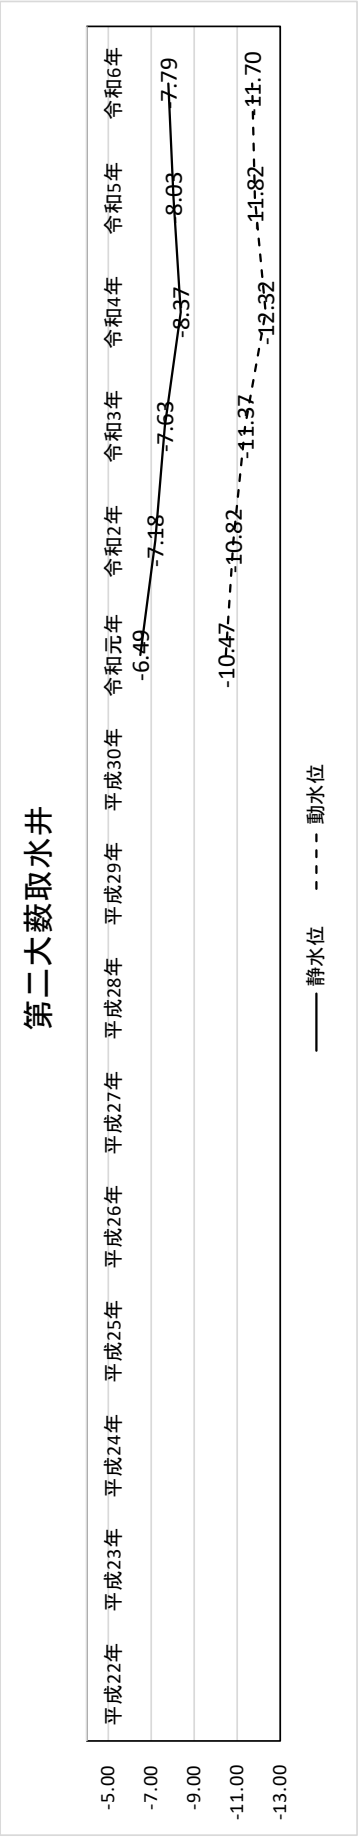 第二大薮取水井
平成22年 平成23年 平成24年 平成25年 平成26年 平成27年 平成28年 平成29年 平成30年 令和元年 令和2年 令和3年 令和4年 令和5年 令和6年
-5.00
-7.00
-9.00
-11.00
-13.00
-6.49 -7.18 -7.63 -8.37 -8.03 -7.79
-10.47 -10.82 -11.37 -12.32 -11.82 -11.70
静水位 動水位